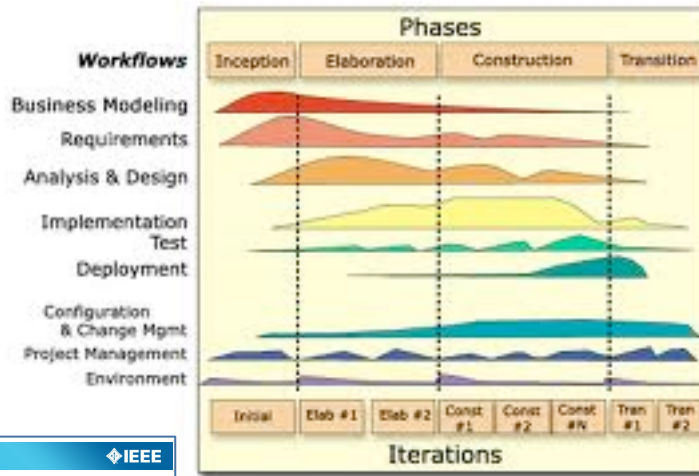 Phases
Workflows Inception Elaboration Construction Transition
Business Modeling
Requirements
Analysis & Design
Implementation
Test
Deployment
Configuration
& Change Mgmt
Project Management
Environment
Initial Elab #1 Elab #2 Const #1 Const #2 Const #N Tran #1 Tran #2
Iterations
IEEE